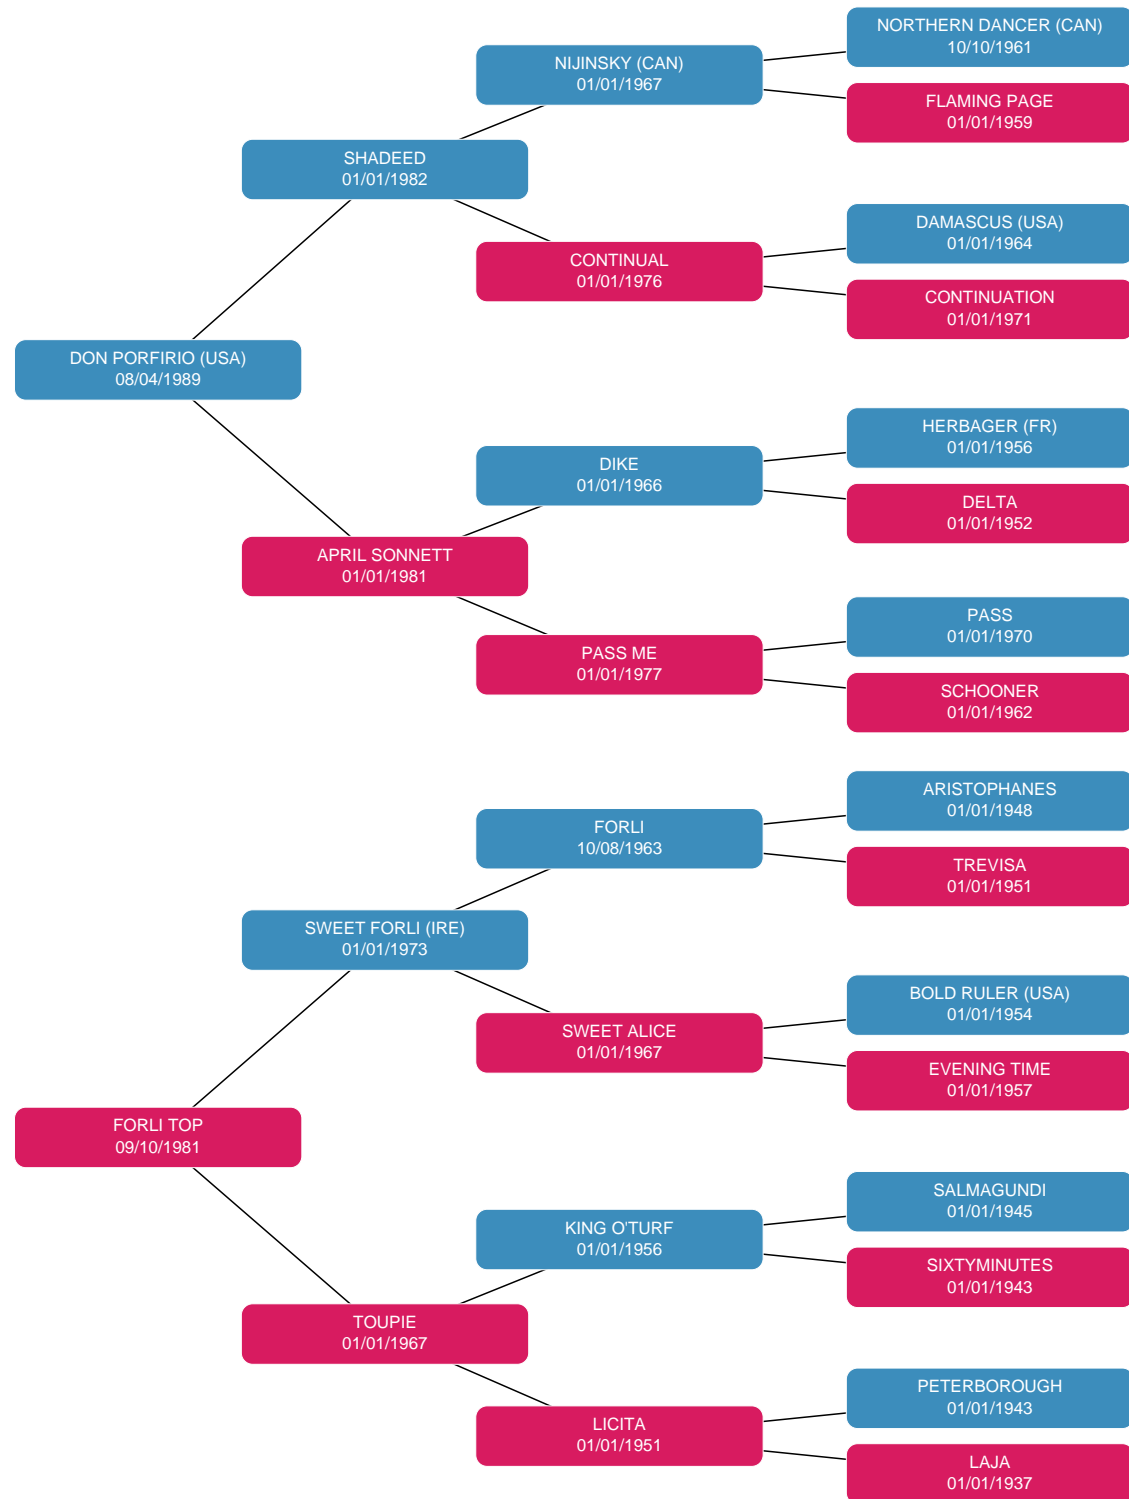 NORTHERN DANCER (CAN)
10/10/1961
NIJINSKY (CAN)
01/01/1967
FLAMING PAGE
01/01/1959
SHADEED
01/01/1982
DAMASCUS (USA)
01/01/1964
CONTINUAL
01/01/1976
CONTINUATION
01/01/1971
DON PORFIRIO (USA)
08/04/1989
HERBAGER (FR)
01/01/1956
DIKE
01/01/1966
DELTA
01/01/1952
APRIL SONNETT
01/01/1981
PASS
01/01/1970
PASS ME
01/01/1977
SCHOONER
01/01/1962
ARISTOPHANES
01/01/1948
FORLI
10/08/1963
TREVISA
01/01/1951
SWEET FORLI (IRE)
01/01/1973
BOLD RULER (USA)
01/01/1954
SWEET ALICE
01/01/1967
EVENING TIME
01/01/1957
FORLI TOP
09/10/1981
SALMAGUNDI
01/01/1945
KING O'TURF
01/01/1956
SIXTYMINUTES
01/01/1943
TOUPIE
01/01/1967
PETERBOROUGH
01/01/1943
LICITA
01/01/1951
LAJA
01/01/1937